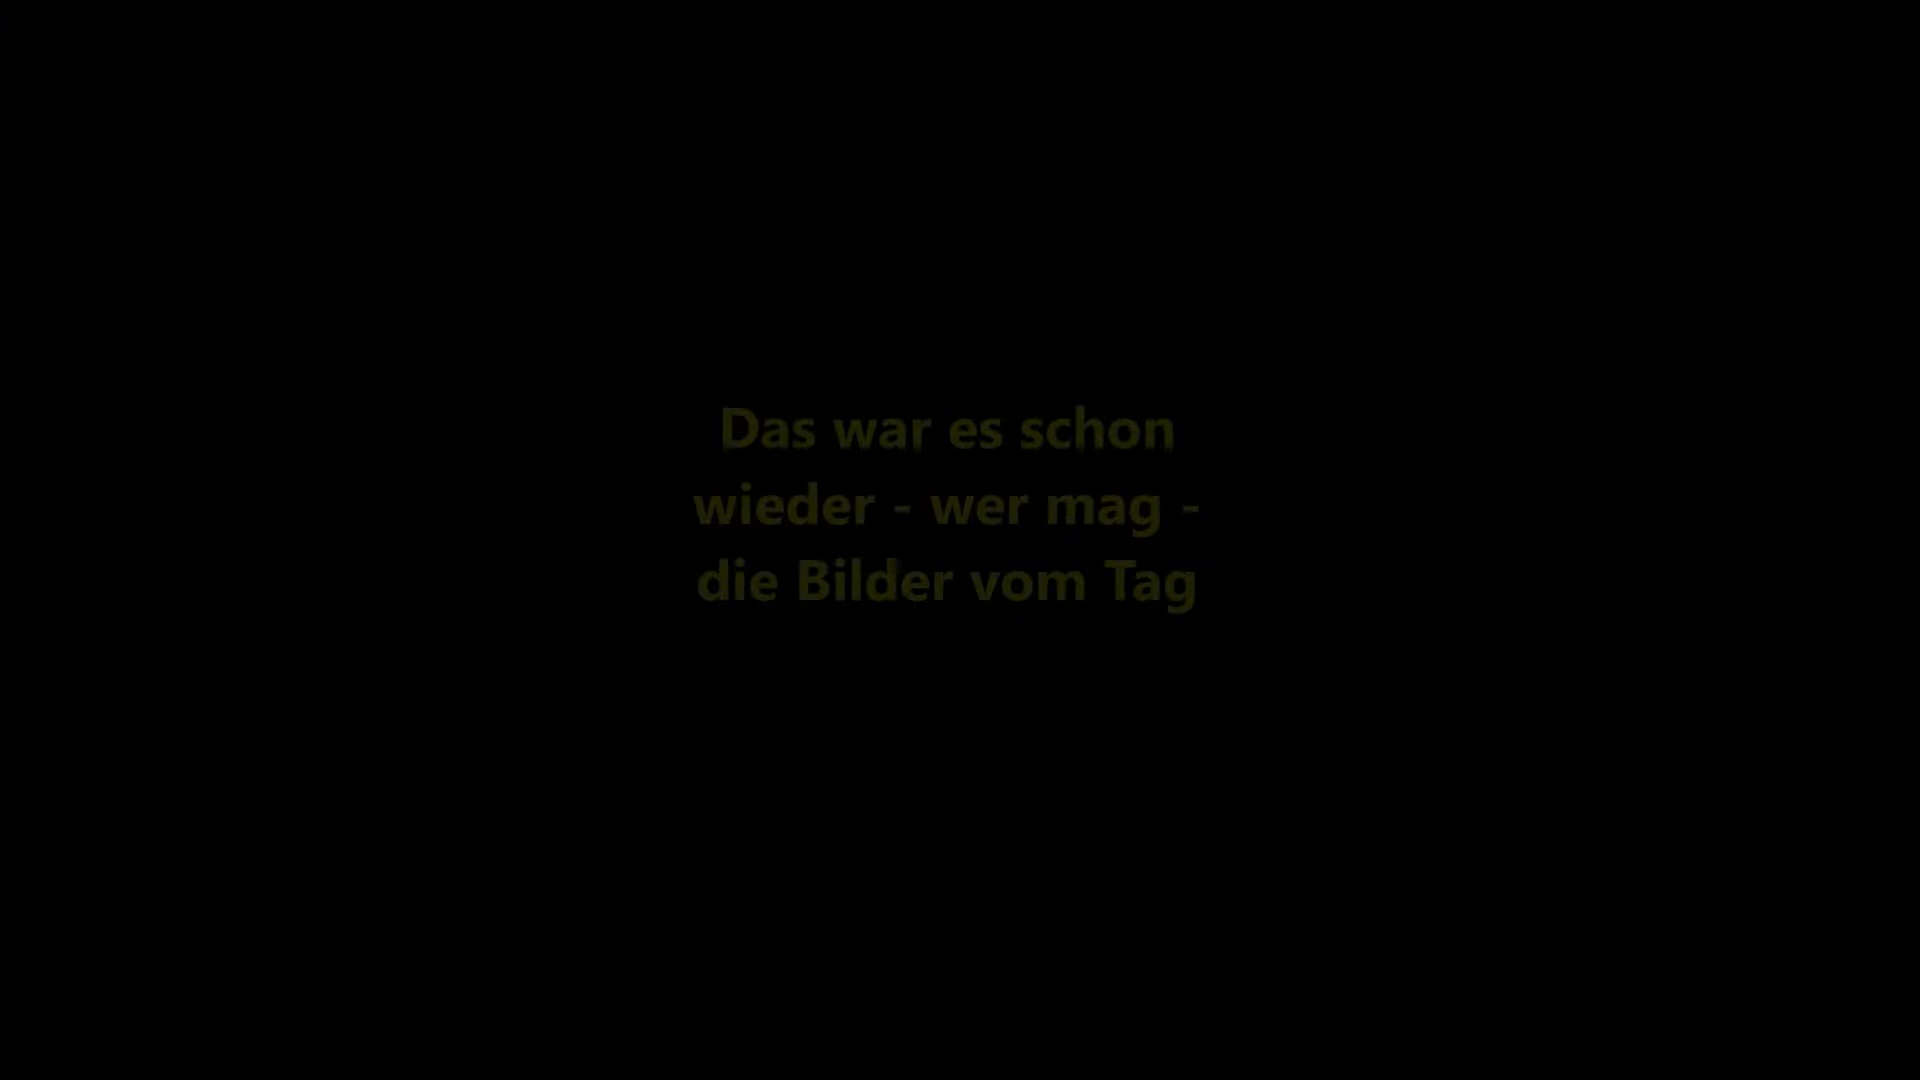 Das war es schon
wieder - wer mag -
die Bilder vom Tag